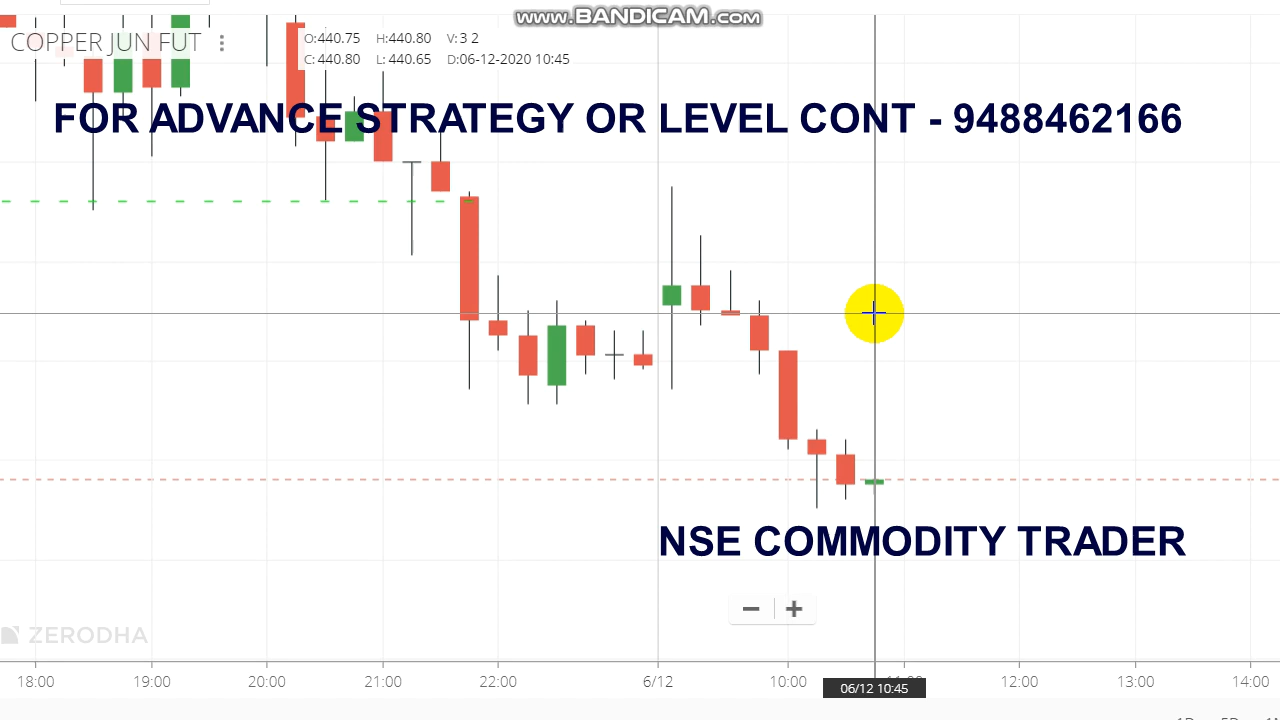 www.BANDICAM.com
COPPER JUN FUT
O:440.75 H:440.80 V:3 2
C:440.80 L:440.65 D:06-12-2020 10:45
FOR ADVANCE STRATEGY OR LEVEL CONT - 9488462166
NSE COMMODITY TRADER
ZERODHA
18:00 19:00 20:00 21:00 22:00 6/12 10:00 12:00 13:00 14:00
06/12 10:45